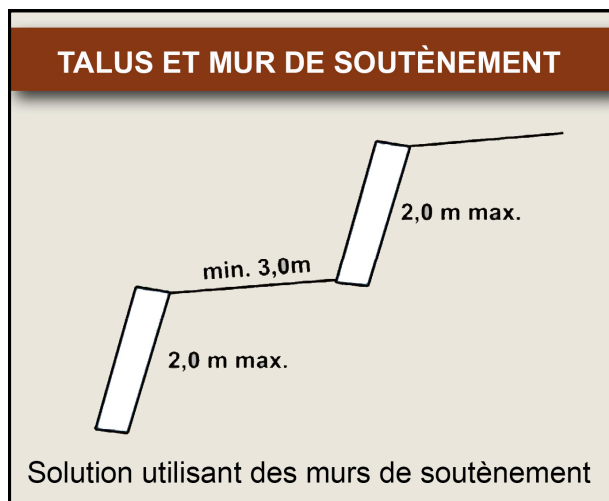 TALUS ET MUR DE SOUTÈNEMENT
2,0 m max.
min. 3,0m
2,0 m max.
Solution utilisant des murs de soutènement